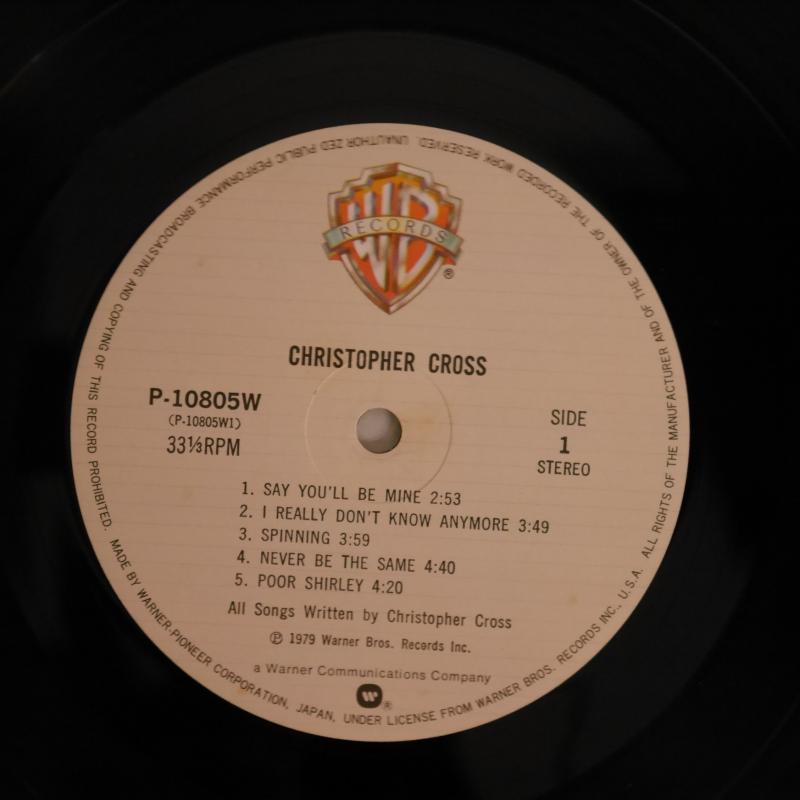 WB
RECORDS
®
CHRISTOPHER CROSS
P-10805W
(P-10805W1)
33⅓RPM
SIDE
1
STEREO
1. SAY YOU'LL BE MINE 2:53
2. I REALLY DON'T KNOW ANYMORE 3:49
3. SPINNING 3:59
4. NEVER BE THE SAME 4:40
5. POOR SHIRLEY 4:20
All Songs Written by Christopher Cross
℗ 1979 Warner Bros. Records Inc.
a Warner Communications Company
®
MADE BY WARNER-PIONEER CORPORATION, JAPAN, UNDER LICENSE FROM WARNER BROS. RECORDS INC., U.S.A. ALL RIGHTS OF THE MANUFACTURER AND OF THE OWNER OF THE RECORDED WORK RESERVED. UNAUTHOR ZED PUBLIC PERFORMANCE BROADCASTING AND COPYING OF THIS RECORD PROHIBITED.